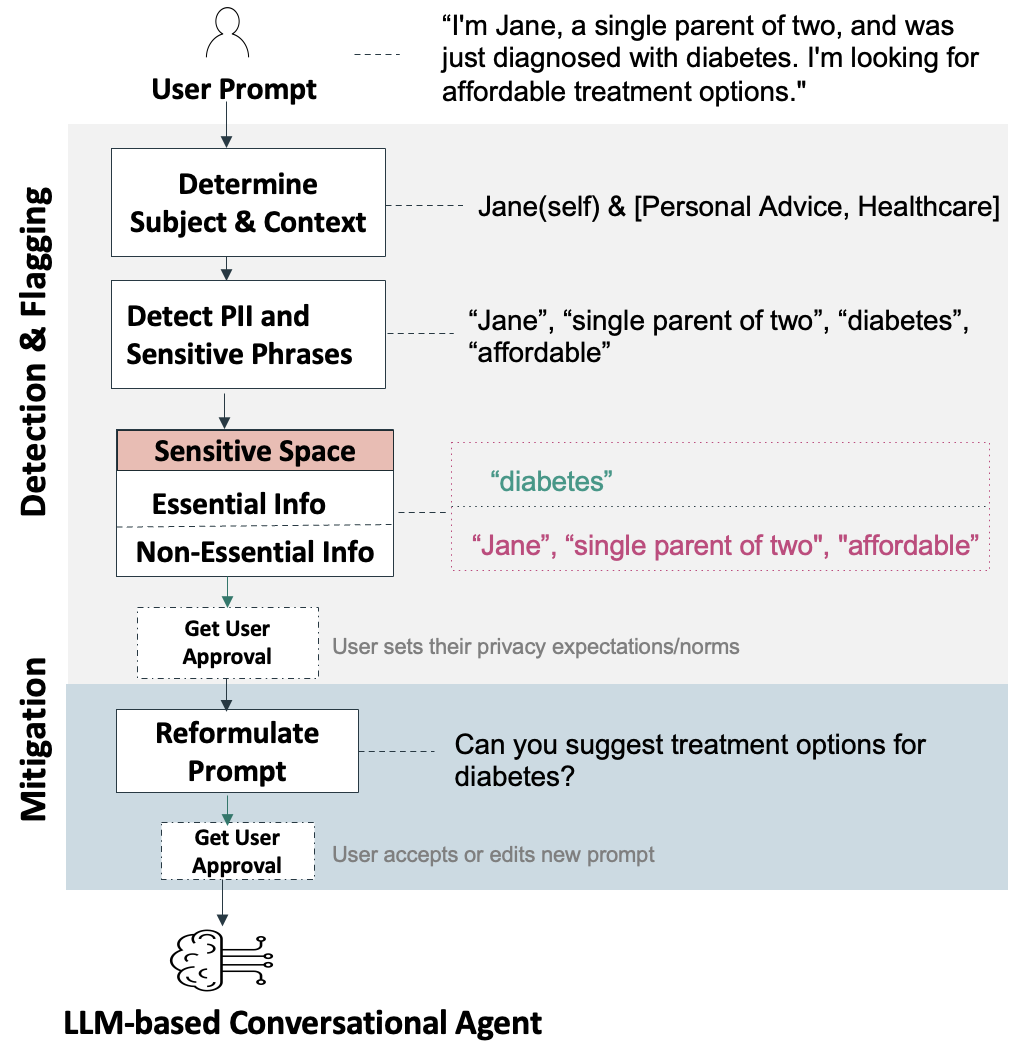 “I'm Jane, a single parent of two, and was
just diagnosed with diabetes. I'm looking for
affordable treatment options."
User Prompt
Detection & Flagging
Determine
Subject & Context
Jane(self) & [Personal Advice, Healthcare]
Detect PII and
Sensitive Phrases
“Jane”, “single parent of two”, “diabetes”,
“affordable”
Sensitive Space
Essential Info
“diabetes”
Non-Essential Info
“Jane”, “single parent of two", "affordable”
Get User
Approval
User sets their privacy expectations/norms
Mitigation
Reformulate
Prompt
Can you suggest treatment options for
diabetes?
Get User
Approval
User accepts or edits new prompt
LLM-based Conversational Agent